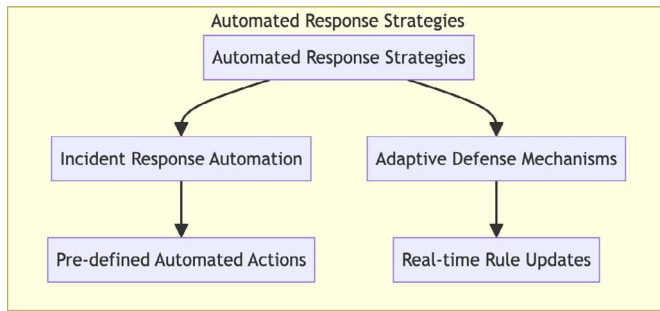 Automated Response Strategies
Automated Response Strategies
Incident Response Automation
Adaptive Defense Mechanisms
Pre-defined Automated Actions
Real-time Rule Updates